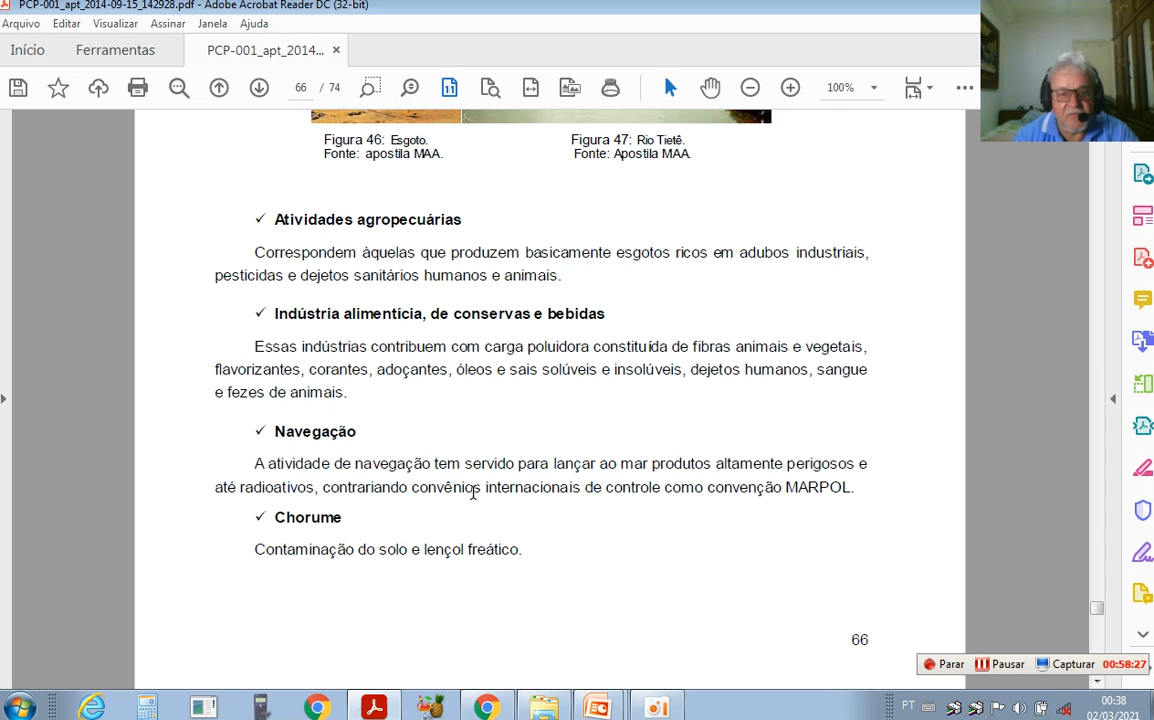 PCP-001_apt_2014-09-15_142928.pdf - Adobe Acrobat Reader DC (32-bit)
Arquivo Editar Visualizar Assinar Janela Ajuda
Início Ferramentas PCP-001_apt_2014... ×
66 / 74 100%
Figura 46: Esgoto. Figura 47: Rio Tietê.
Fonte: apostila MAA. Fonte: Apostila MAA.
✓ Atividades agropecuárias
Correspondem àquelas que produzem basicamente esgotos ricos em adubos industriais,
pesticidas e dejetos sanitários humanos e animais.
✓ Indústria alimentícia, de conservas e bebidas
Essas indústrias contribuem com carga poluidora constituída de fibras animais e vegetais,
flavorizantes, corantes, adoçantes, óleos e sais solúveis e insolúveis, dejetos humanos, sangue
e fezes de animais.
✓ Navegação
A atividade de navegação tem servido para lançar ao mar produtos altamente perigosos e
até radioativos, contrariando convênios internacionais de controle como convenção MARPOL.
✓ Chorume
Contaminação do solo e lençol freático.
66
Parar Pausar Capturar 00:58:27
PT 00:38
02/03/2021